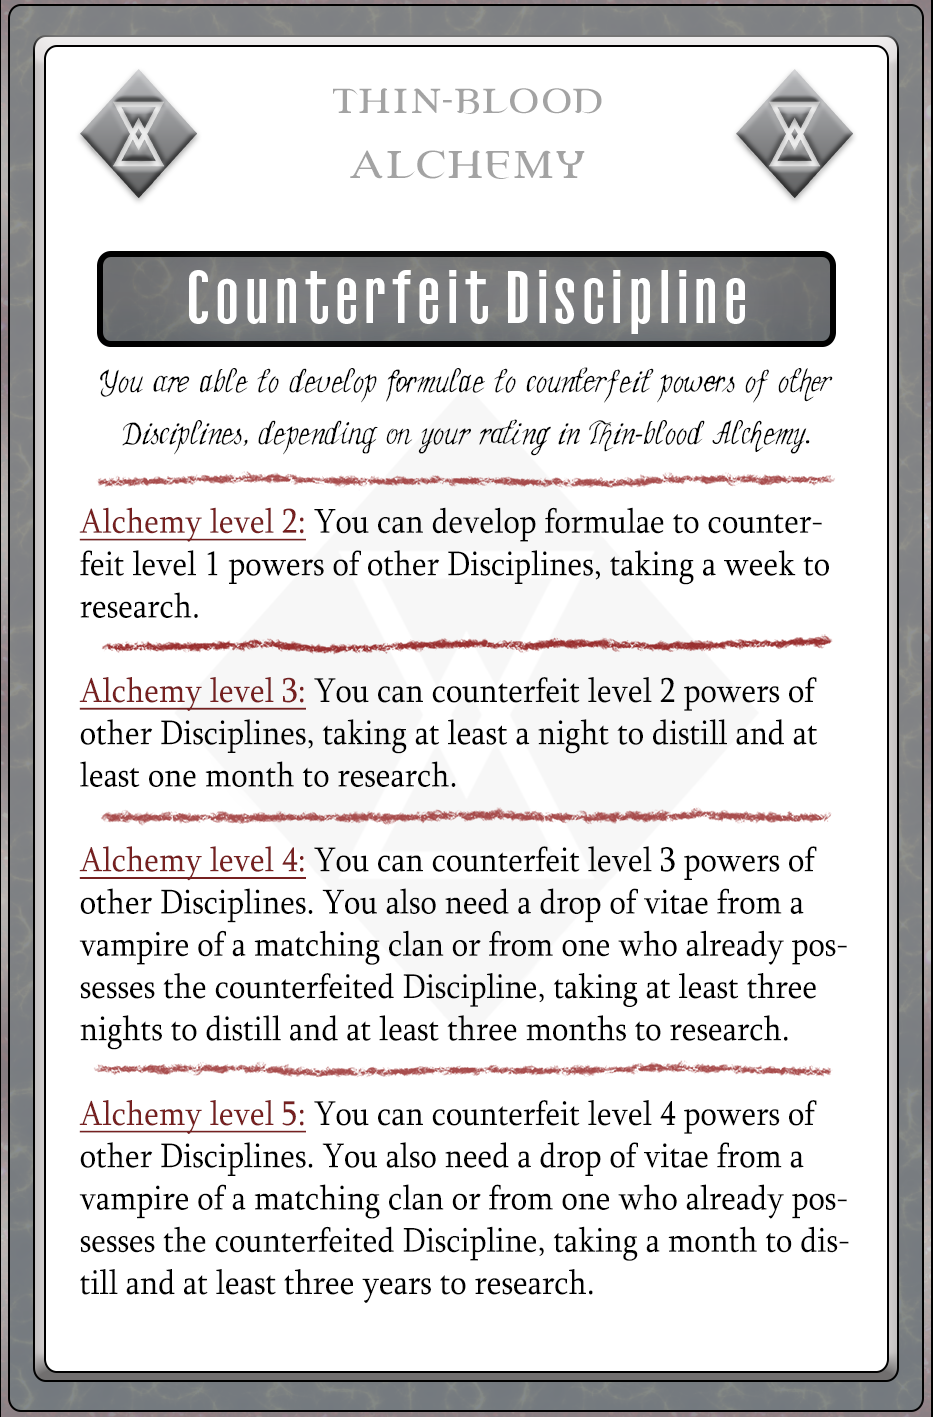 THIN-BLOOD
ALCHEMY
Counterfeit Discipline
You are able to develop formulae to counterfeit powers of other
Disciplines, depending on your rating in Thin-blood Alchemy.
Alchemy level 2: You can develop formulae to counter-
feit level 1 powers of other Disciplines, taking a week to
research.
Alchemy level 3: You can counterfeit level 2 powers of
other Disciplines, taking at least a night to distill and at
least one month to research.
Alchemy level 4: You can counterfeit level 3 powers of
other Disciplines. You also need a drop of vitae from a
vampire of a matching clan or from one who already pos-
sesses the counterfeited Discipline, taking at least three
nights to distill and at least three months to research.
Alchemy level 5: You can counterfeit level 4 powers of
other Disciplines. You also need a drop of vitae from a
vampire of a matching clan or from one who already pos-
sesses the counterfeited Discipline, taking a month to dis-
till and at least three years to research.